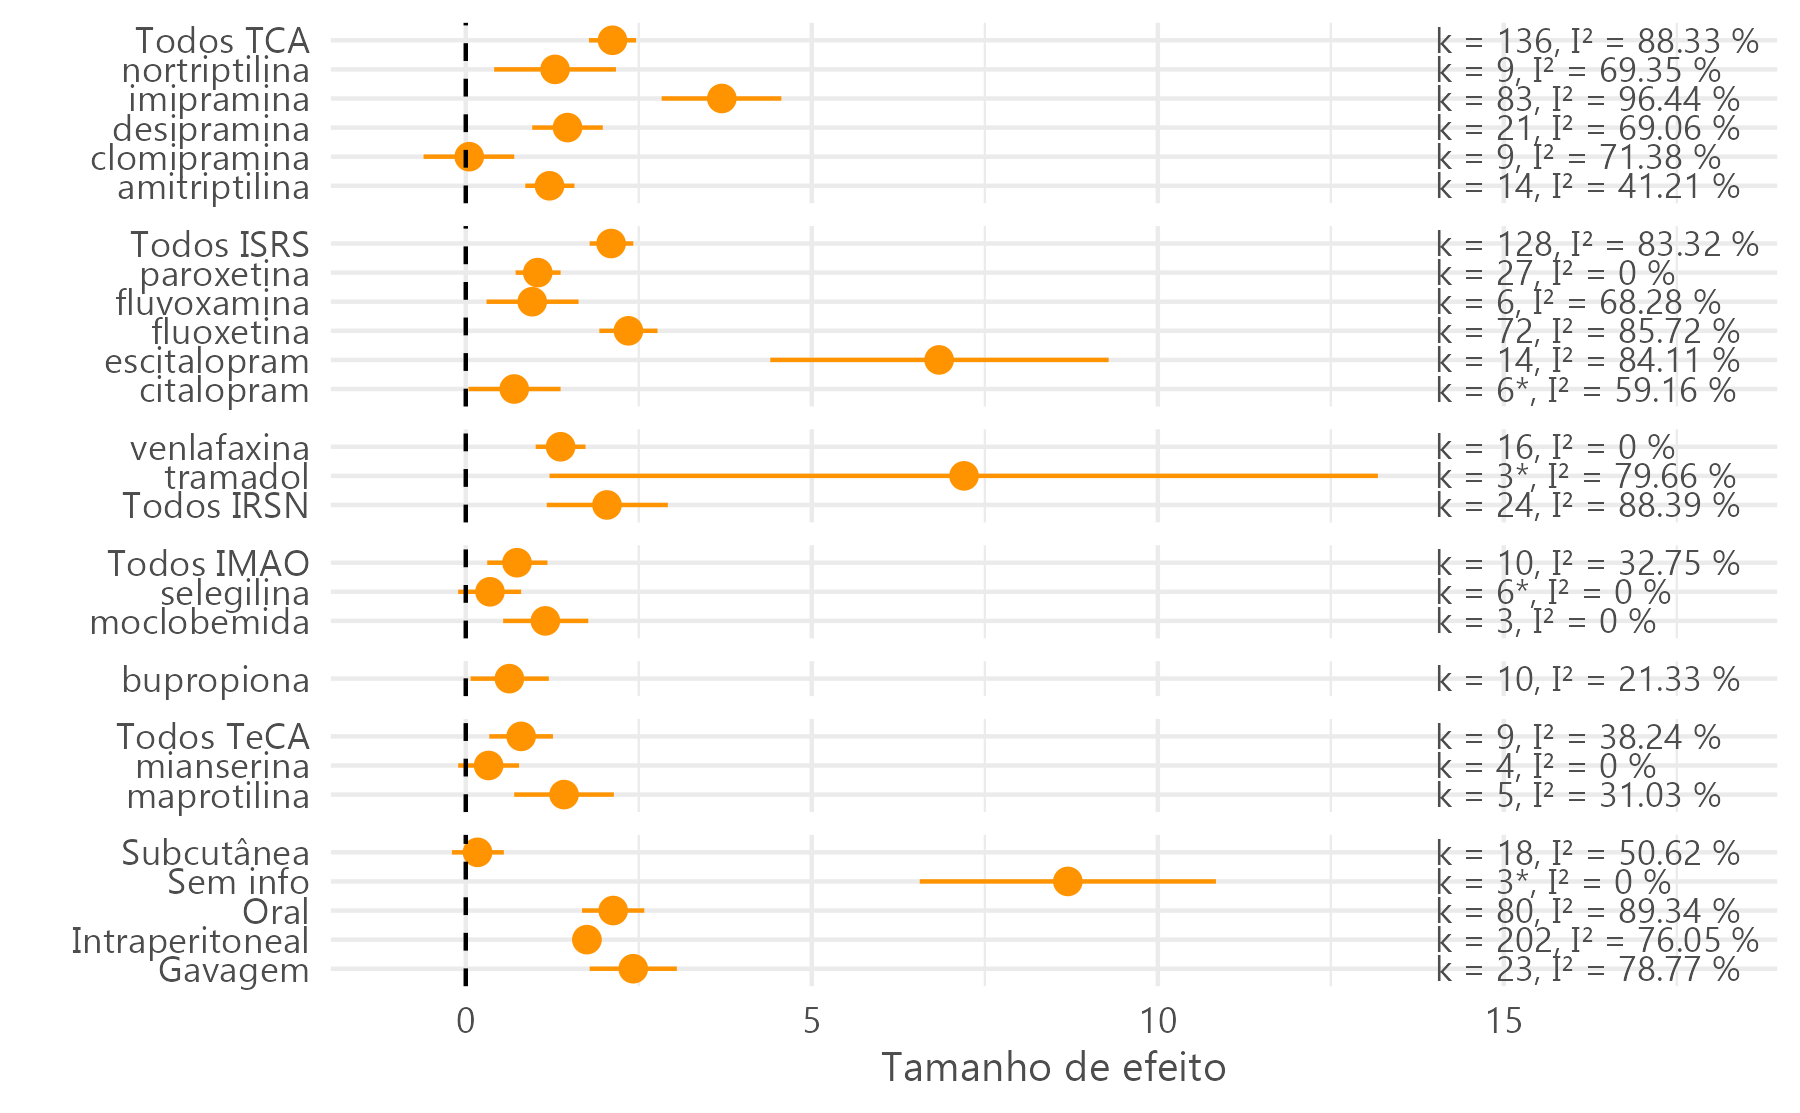 Todos TCA k = 136, I² = 88.33 %
nortriptilina k = 9, I² = 69.35 %
imipramina k = 83, I² = 96.44 %
desipramina k = 21, I² = 69.06 %
clomipramina k = 9, I² = 71.38 %
amitriptilina k = 14, I² = 41.21 %
Todos ISRS k = 128, I² = 83.32 %
paroxetina k = 27, I² = 0 %
fluvoxamina k = 6, I² = 68.28 %
fluoxetina k = 72, I² = 85.72 %
escitalopram k = 14, I² = 84.11 %
citalopram k = 6*, I² = 59.16 %
venlafaxina k = 16, I² = 0 %
tramadol k = 3*, I² = 79.66 %
Todos IRSN k = 24, I² = 88.39 %
Todos IMAO k = 10, I² = 32.75 %
selegilina k = 6*, I² = 0 %
moclobemida k = 3, I² = 0 %
bupropiona k = 10, I² = 21.33 %
Todos TeCA k = 9, I² = 38.24 %
mianserina k = 4, I² = 0 %
maprotilina k = 5, I² = 31.03 %
Subcutânea k = 18, I² = 50.62 %
Sem info k = 3*, I² = 0 %
Oral k = 80, I² = 89.34 %
Intraperitoneal k = 202, I² = 76.05 %
Gavagem k = 23, I² = 78.77 %
0 5 10 15
Tamanho de efeito